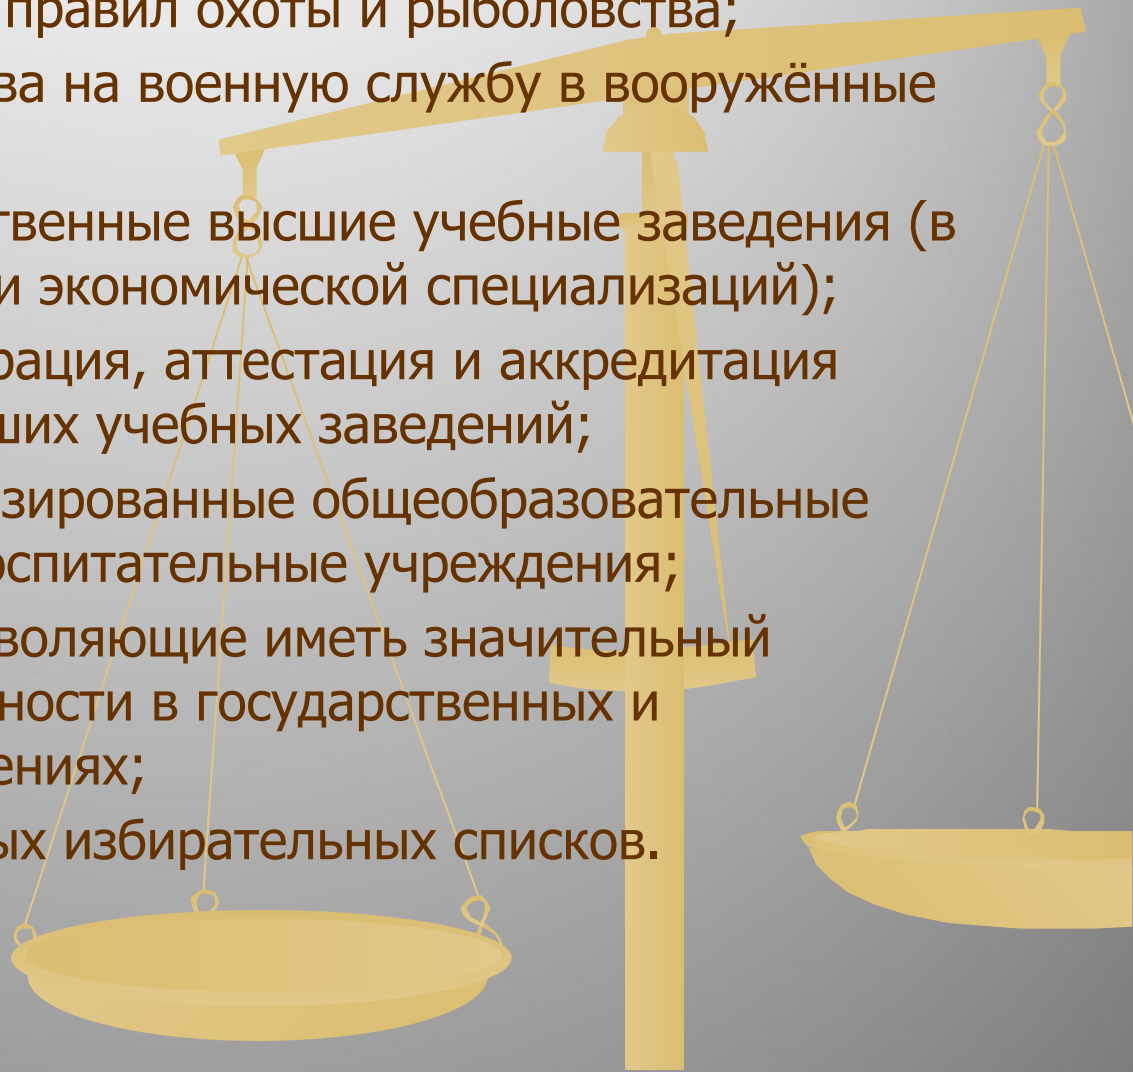 правил охоты и рыболовства;
ва на военную службу в вооружённые
твенные высшие учебные заведения (в
и экономической специализаций);
рация, аттестация и аккредитация
ших учебных заведений;
зированные общеобразовательные
оспитательные учреждения;
воляющие иметь значительный
ности в государственных и
ениях;
ых избирательных списков.